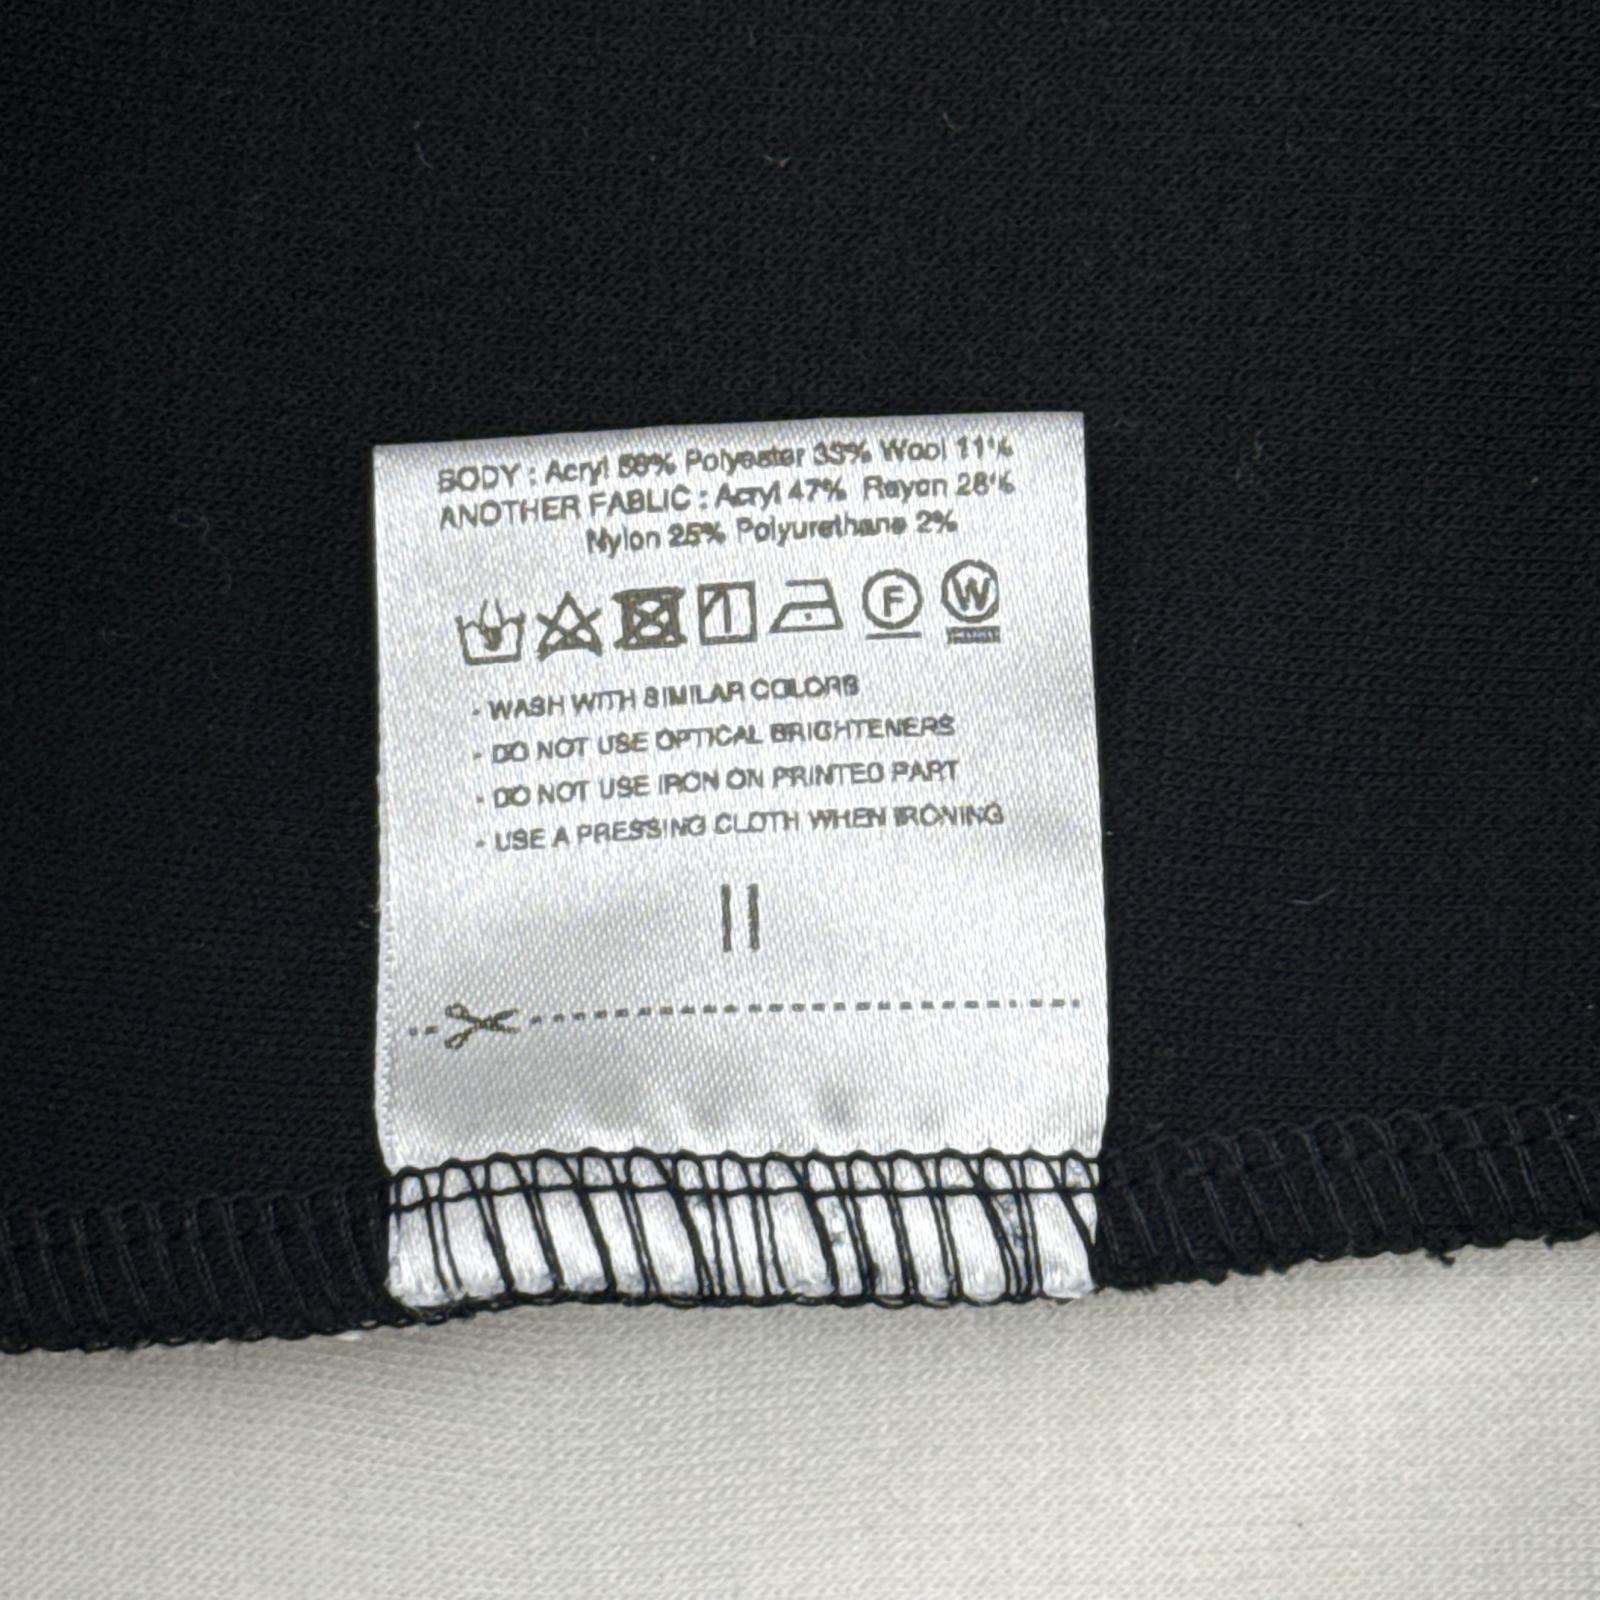 BODY : Acryl 56% Polyester 33% Wool 11%
ANOTHER FABLIC : Acryl 47% Rayon 26%
Nylon 25% Polyurethane 2%
F W
- WASH WITH SIMILAR COLORS
- DO NOT USE OPTICAL BRIGHTENERS
- DO NOT USE IRON ON PRINTED PART
- USE A PRESSING CLOTH WHEN IRONING